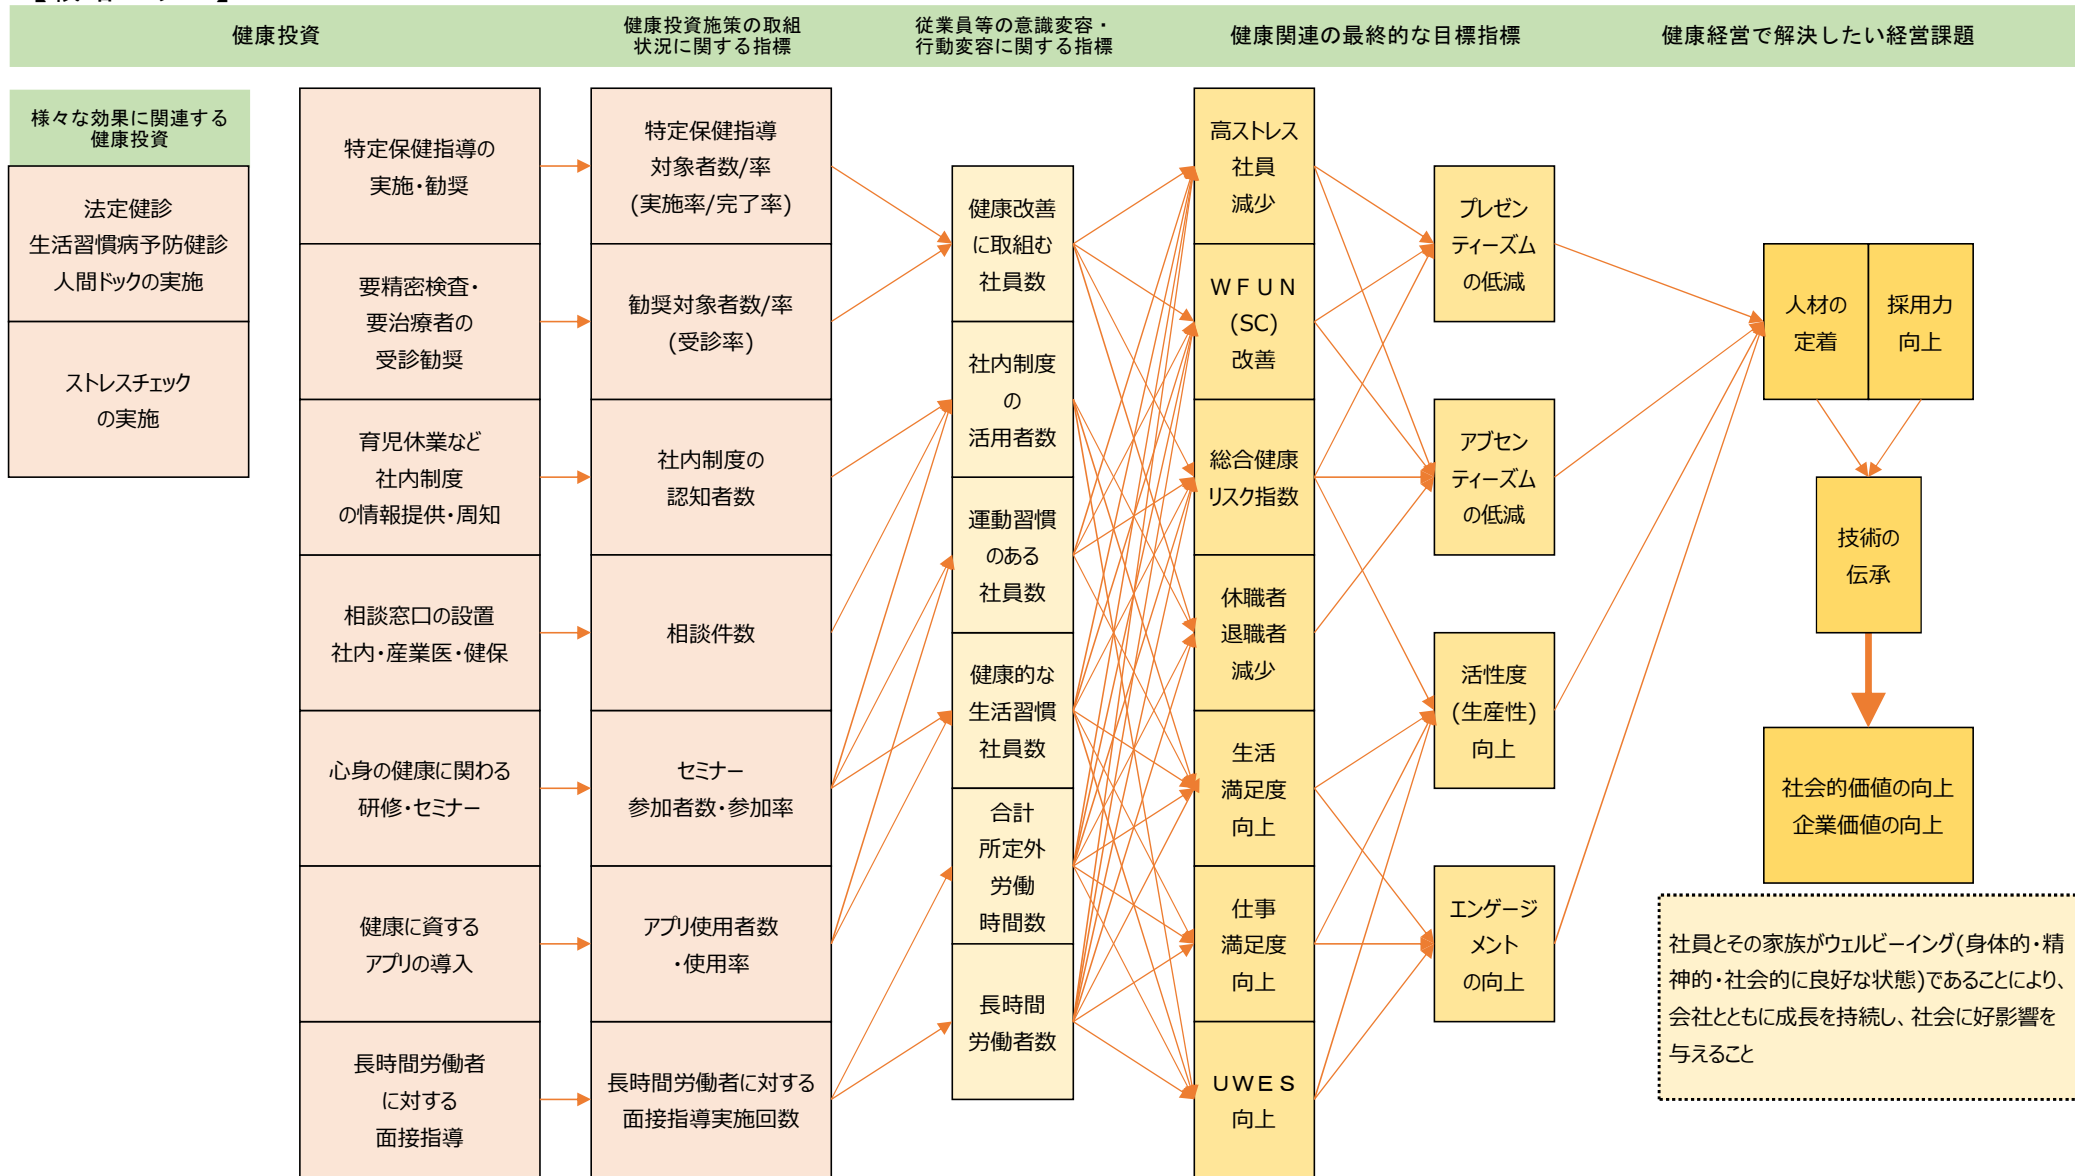 健康投資
健康投資施策の取組
状況に関する指標
従業員等の意識変容・
行動変容に関する指標
健康関連の最終的な目標指標
健康経営で解決したい経営課題
様々な効果に関連する
健康投資
法定健診
生活習慣病予防健診
人間ドックの実施
ストレスチェック
の実施
特定保健指導の
実施・勧奨
要精密検査・
要治療者の
受診勧奨
育児休業など
社内制度
の情報提供・周知
相談窓口の設置
社内・産業医・健保
心身の健康に関わる
研修・セミナー
健康に資する
アプリの導入
長時間労働者
に対する
面接指導
特定保健指導
対象者数/率
(実施率/完了率)
勧奨対象者数/率
(受診率)
社内制度の
認知者数
相談件数
セミナー
参加者数・参加率
アプリ使用者数
・使用率
長時間労働者に対する
面接指導実施回数
健康改善
に取組む
社員数
社内制度
の
活用者数
運動習慣
のある
社員数
健康的な
生活習慣
社員数
合計
所定外
労働
時間数
長時間
労働者数
高ストレス
社員
減少
WFUN
(SC)
改善
総合健康
リスク指数
休職者
退職者
減少
生活
満足度
向上
仕事
満足度
向上
UWES
向上
プレゼン
ティーズム
の低減
アブセン
ティーズム
の低減
活性度
(生産性)
向上
エンゲージ
メント
の向上
人材の
定着
採用力
向上
技術の
伝承
社会的価値の向上
企業価値の向上
社員とその家族がウェルビーイング(身体的・精
神的・社会的に良好な状態)であることにより、
会社とともに成長を持続し、社会に好影響を
与えること